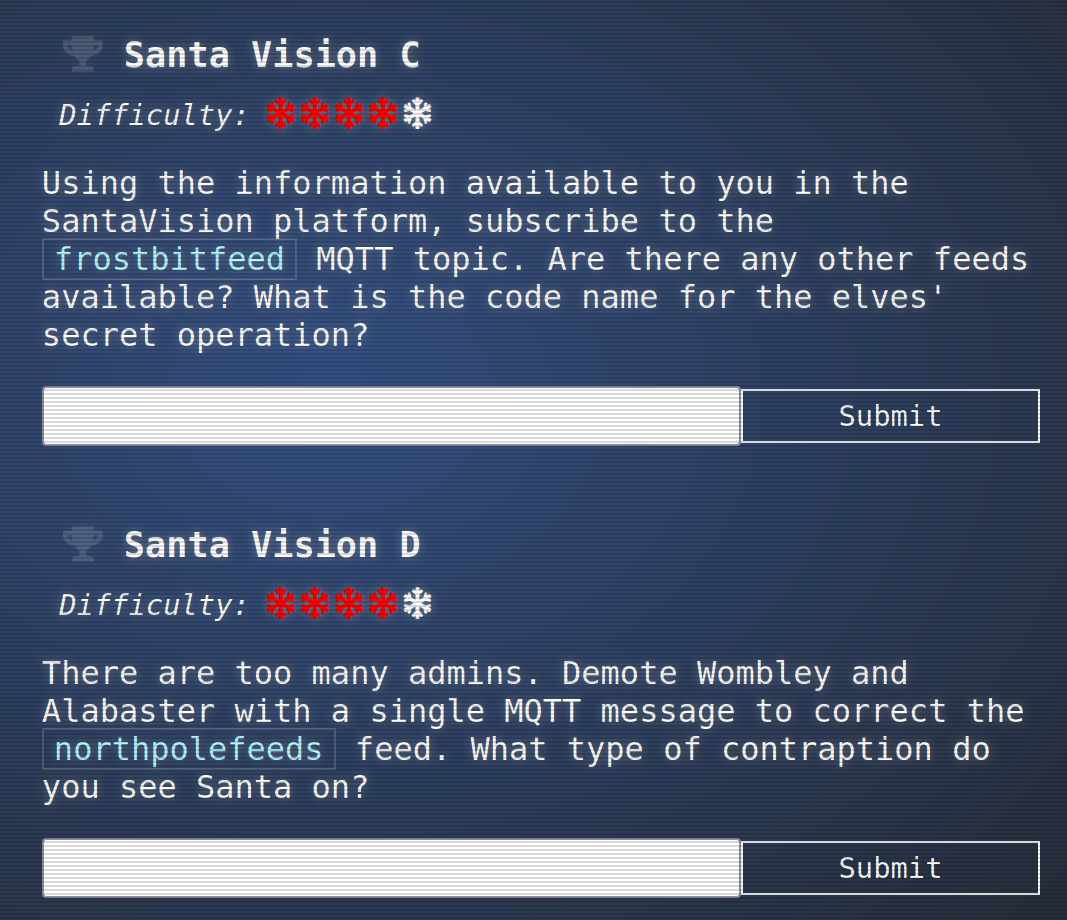 Santa Vision C
Difficulty:
Using the information available to you in the
SantaVision platform, subscribe to the
frostbitfeed MQTT topic. Are there any other feeds
available? What is the code name for the elves'
secret operation?
Submit
Santa Vision D
Difficulty:
There are too many admins. Demote Wombley and
Alabaster with a single MQTT message to correct the
northpolefeeds feed. What type of contraption do
you see Santa on?
Submit